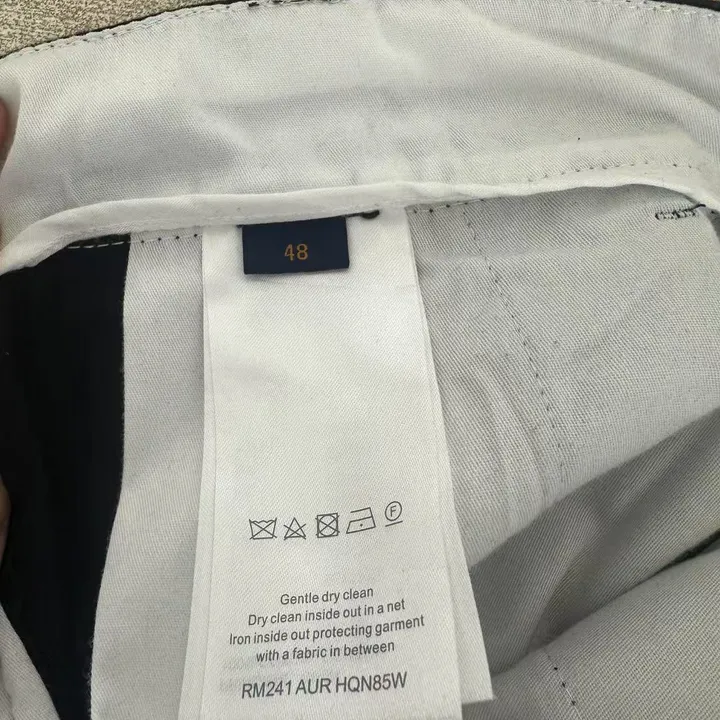 48
F
Gentle dry clean
Dry clean inside out in a net
Iron inside out protecting garment
with a fabric in between
RM241 AUR HQN85W